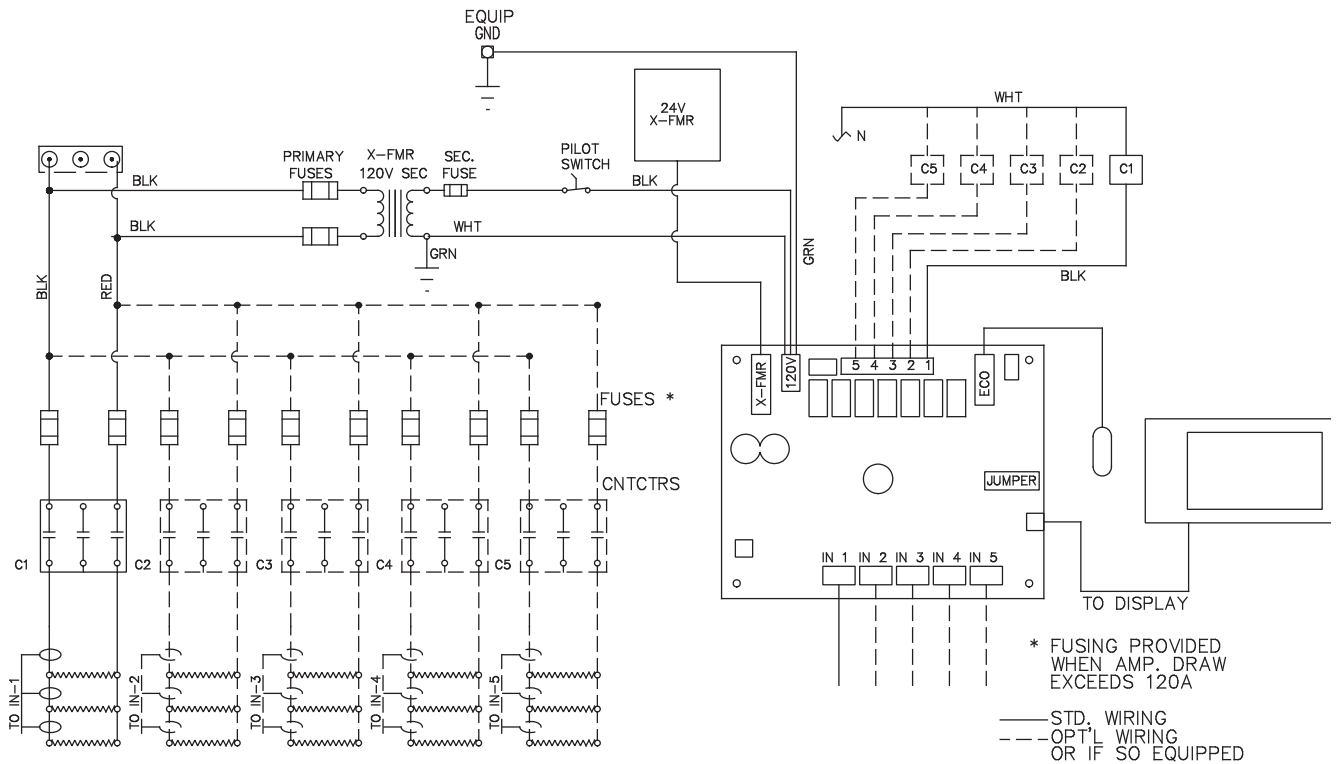 EQUIP
GND
24V
X-FMR
WHT
N
C5
C4
C3
C2
C1
PRIMARY
FUSES
X-FMR
120V SEC
SEC.
FUSE
PILOT
SWITCH
BLK
BLK
BLK
WHT
GRN
GRN
BLK
BLK
RED
X-FMR
120V
5 4 3 2 1
ECO
FUSES *
CNTCTRS
JUMPER
C1
C2
C3
C4
C5
IN 1
IN 2
IN 3
IN 4
IN 5
TO DISPLAY
TO IN-1
TO IN-2
TO IN-3
TO IN-4
TO IN-5
* FUSING PROVIDED
WHEN AMP. DRAW
EXCEEDS 120A
STD. WIRING
OPT'L WIRING
OR IF SO EQUIPPED